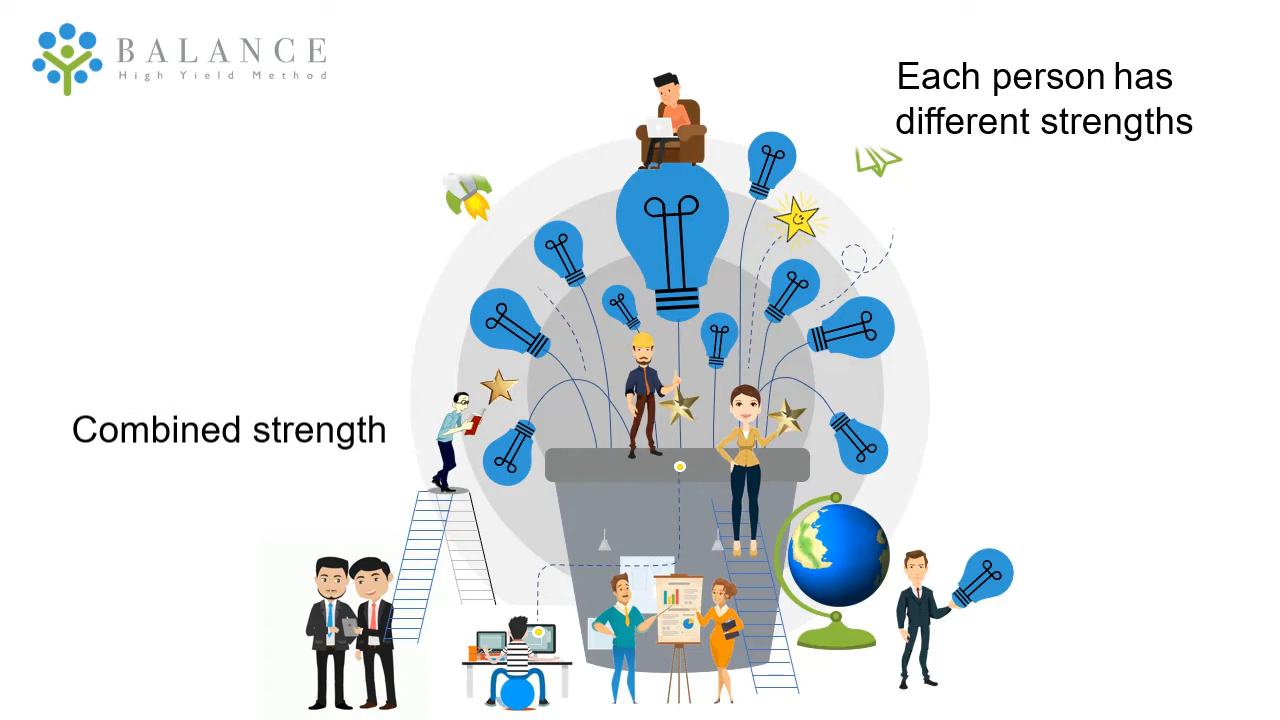 BALANCE
High Yield Method
Each person has
different strengths
Combined strength